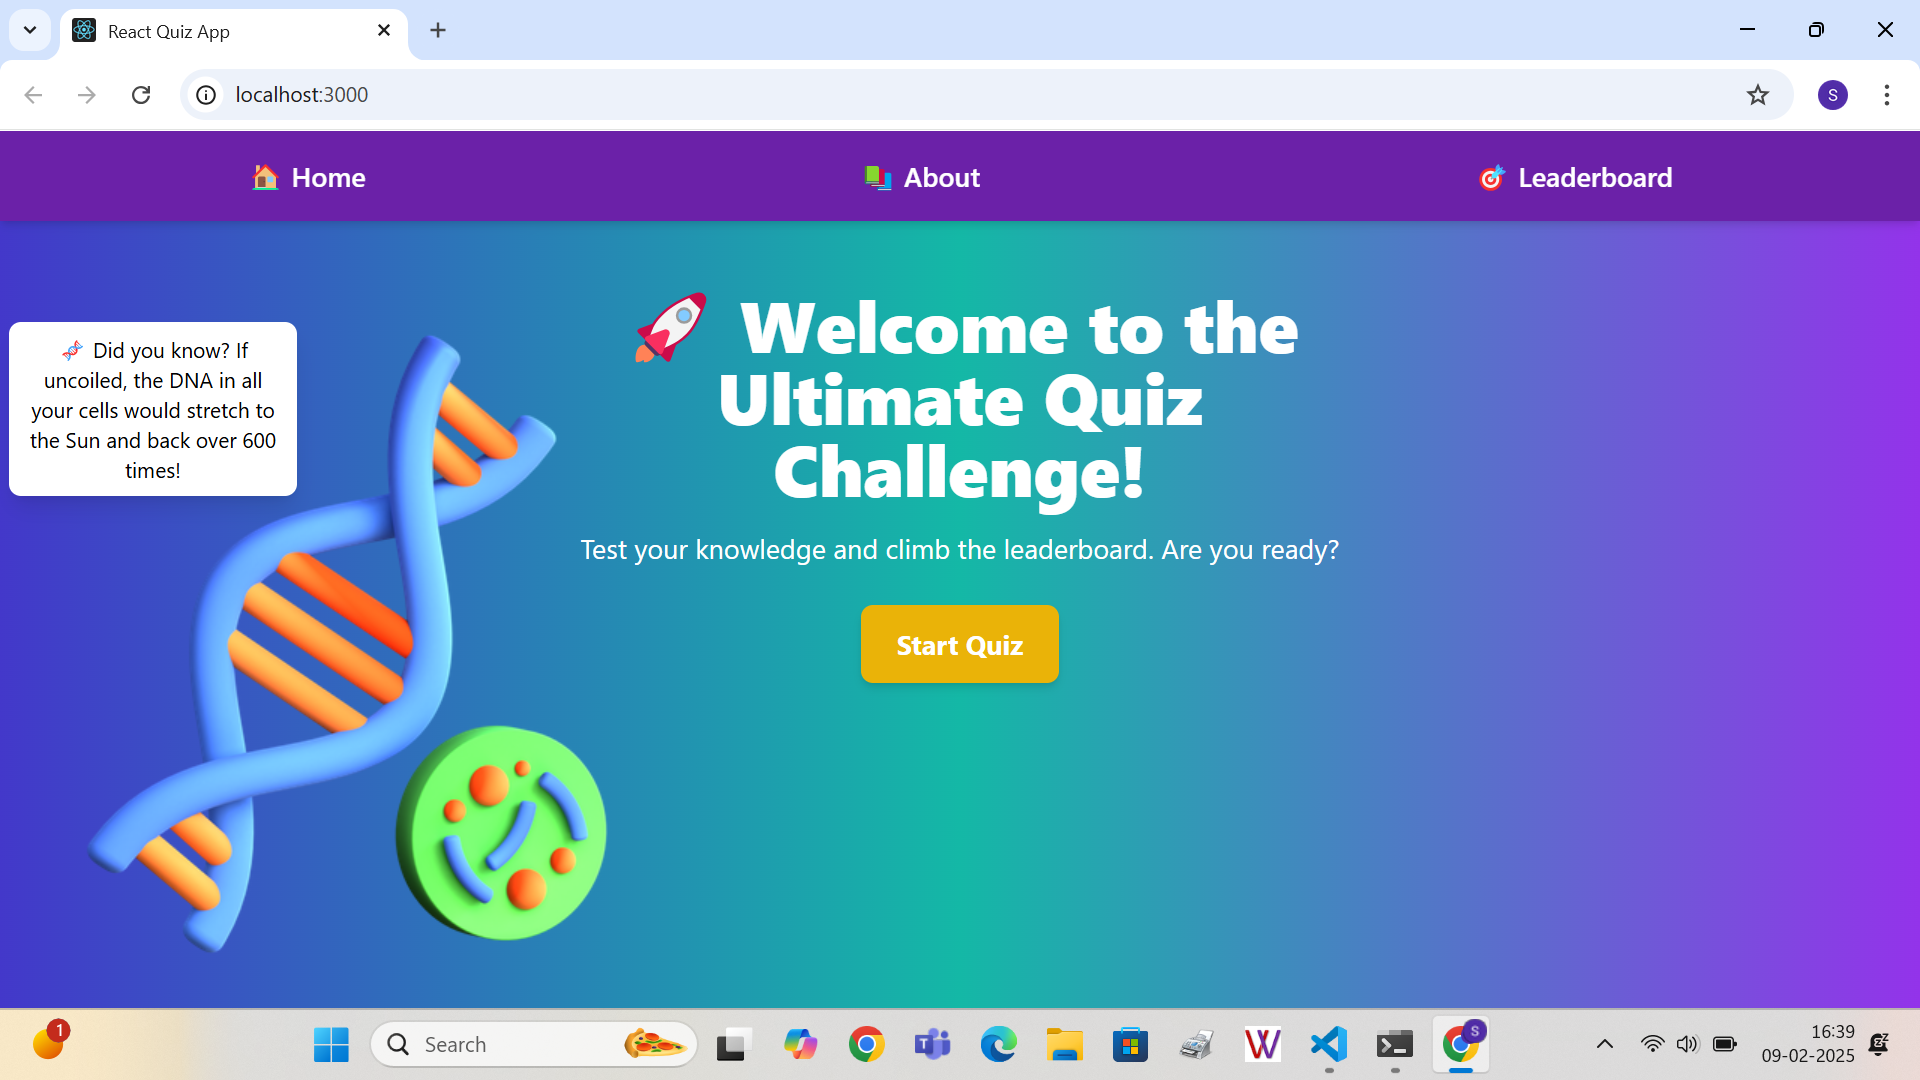 React Quiz App
localhost:3000
S
🏠 Home
📚 About
🎯 Leaderboard
🧬 Did you know? If
uncoiled, the DNA in all
your cells would stretch to
the Sun and back over 600
times!
🚀 Welcome to the
Ultimate Quiz
Challenge!
Test your knowledge and climb the leaderboard. Are you ready?
Start Quiz
1
Search
T
W
S
16:39
09-02-2025